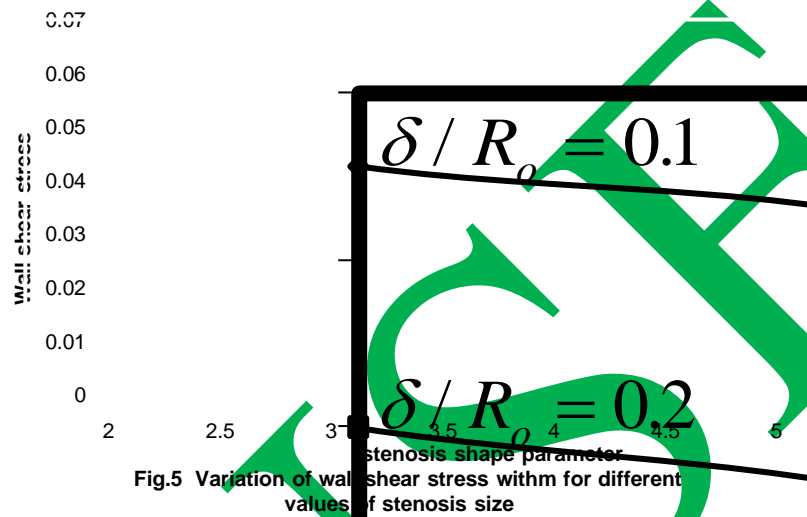 0.07
0.06
0.05
0.04
0.03
0.02
0.01
0
Wall shear stress
δ / Rₒ = 0.1
δ / Rₒ = 0.2
2 2.5 3 3.5 4 4.5 5
stenosis shape parameter
Fig.5 Variation of wall shear stress withm for different
values of stenosis size